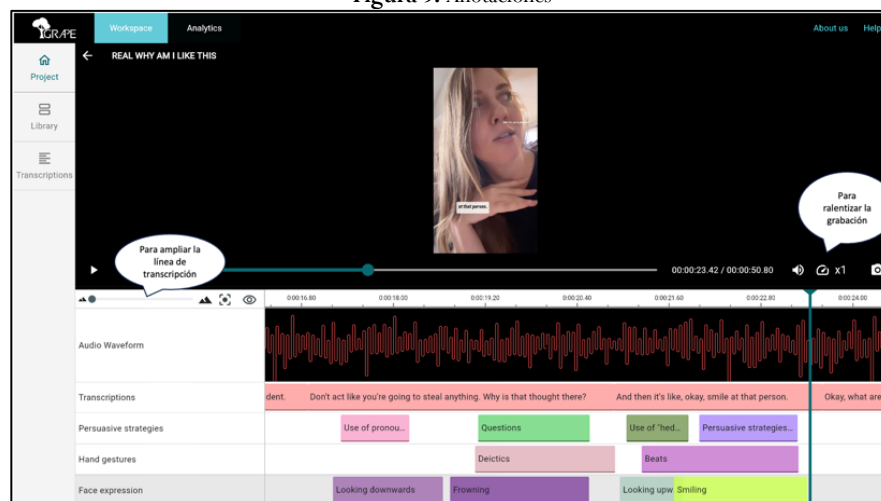 Figura 9. Anotaciones
GRAPE
Workspace
Analytics
About us
Help
Project
Library
Transcriptions
REAL WHY AM I LIKE THIS
at that person.
Para ralentizar la grabación
Para ampliar la línea de transcripción
00:00:23.42 / 00:00:50.80
x1
0:00:16.80
0:00:18.00
0:00:19.20
0:00:20.40
0:00:21.60
0:00:22.80
0:00:24.00
Audio Waveform
Transcriptions
dent.
Don't act like you're going to steal anything. Why is that thought there?
And then it's like, okay, smile at that person.
Okay, what are
Persuasive strategies
Use of pronou...
Questions
Use of "hed...
Persuasive strategies...
Hand gestures
Deictics
Beats
Face expression
Looking downwards
Frowning
Looking upw
Smiling